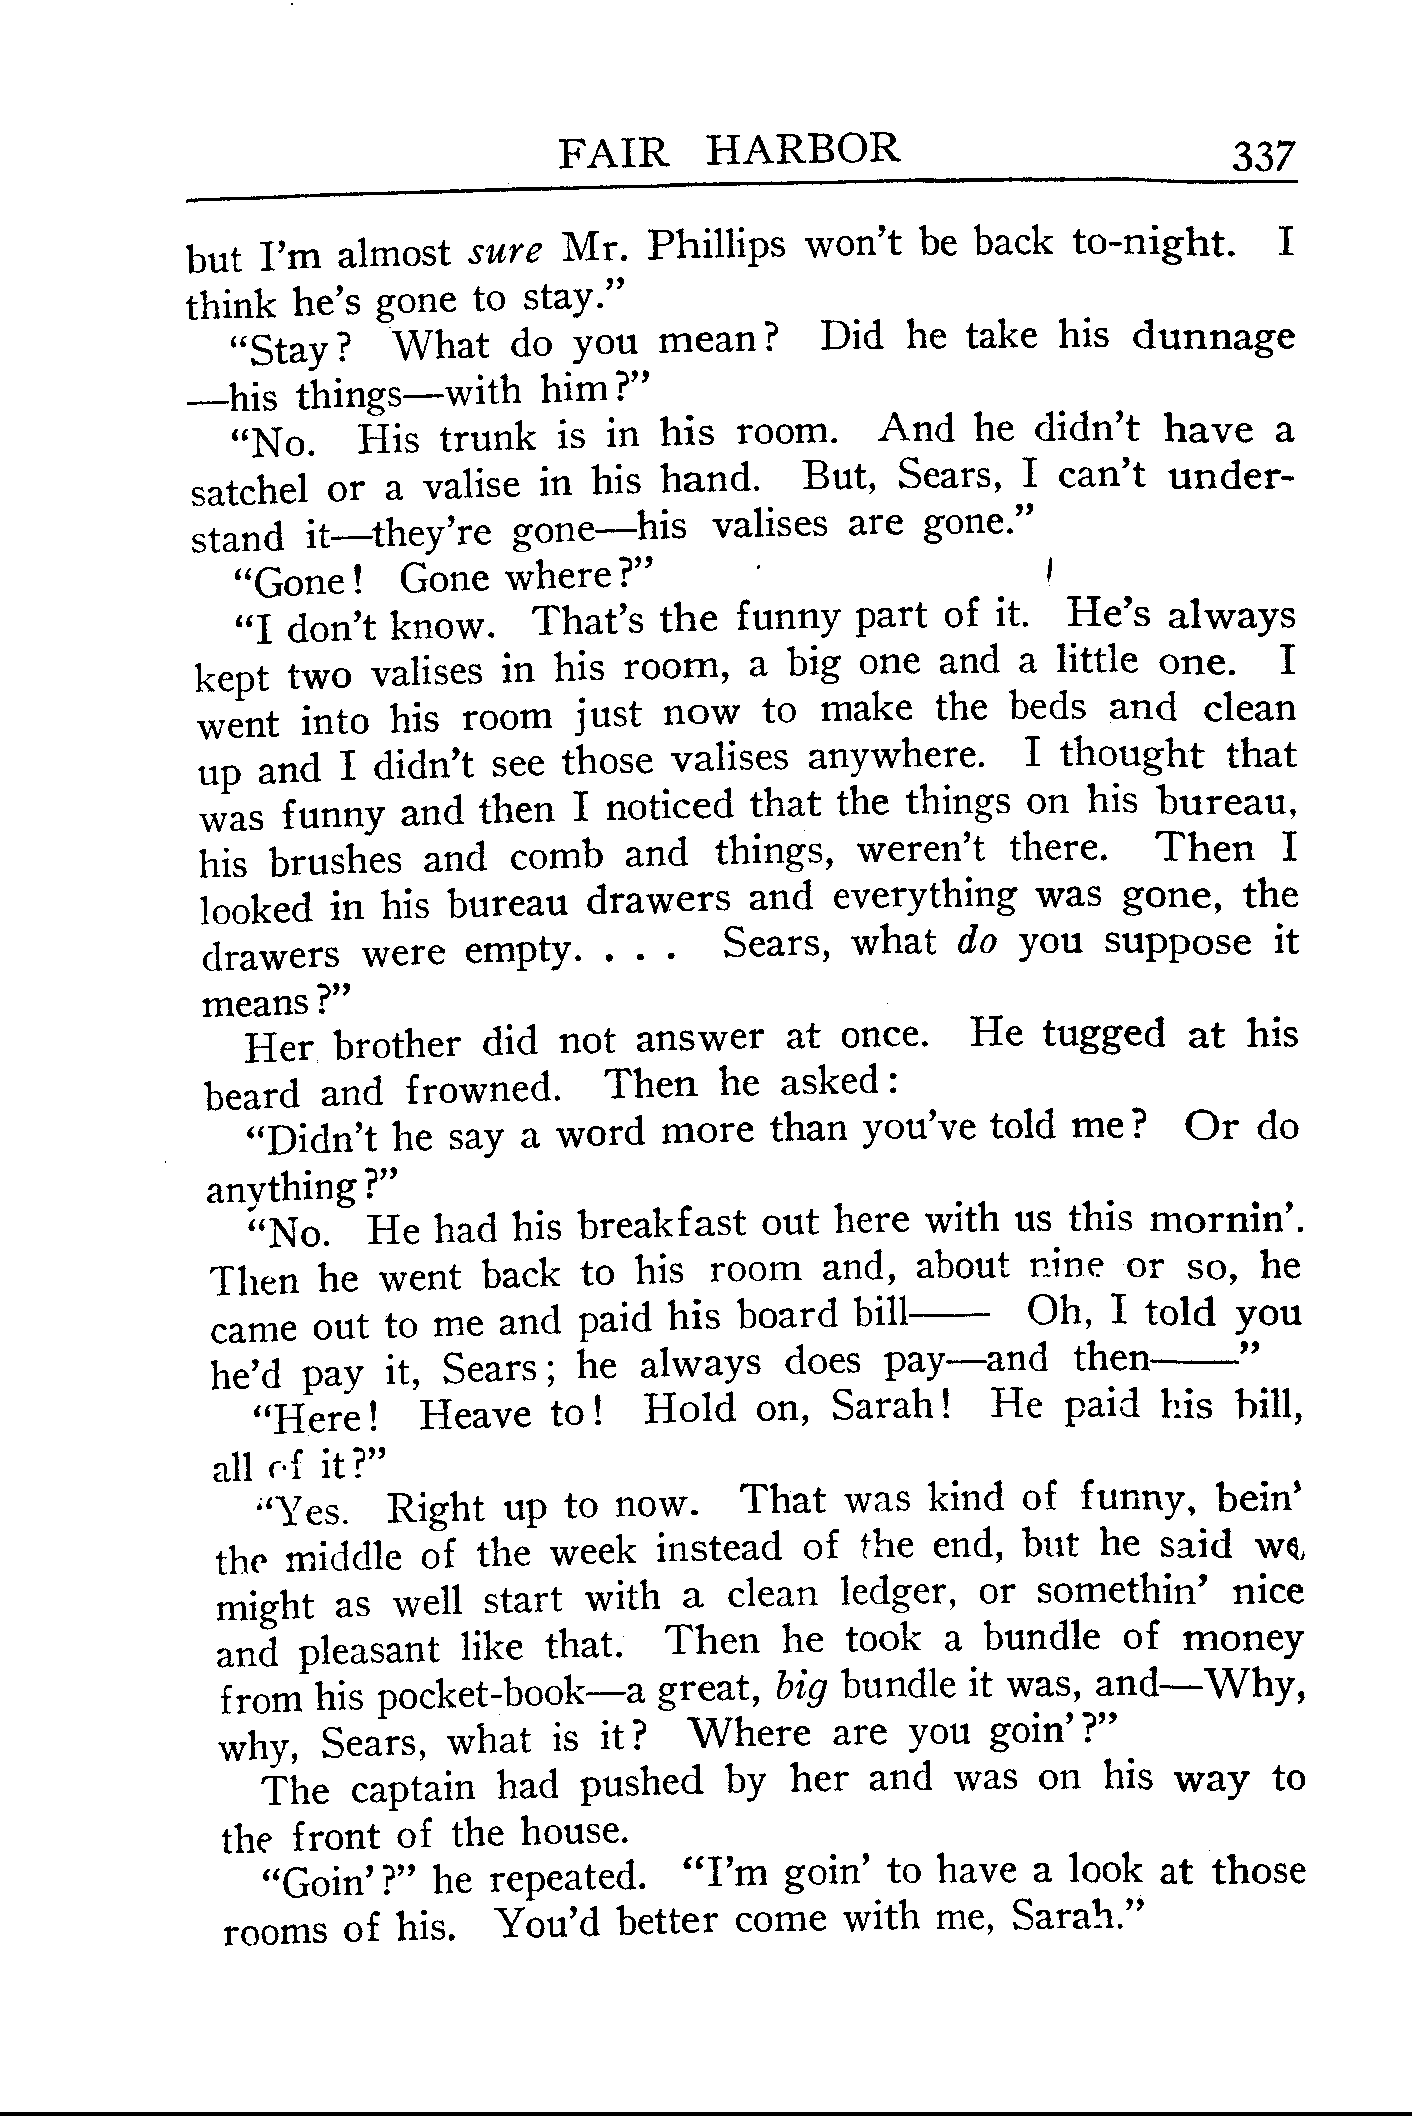 FAIR HARBOR 337
but I'm almost sure Mr. Phillips won't be back to-night. I
think he's gone to stay."
"Stay? What do you mean? Did he take his dunnage
—his things—with him?"
"No. His trunk is in his room. And he didn't have a
satchel or a valise in his hand. But, Sears, I can't under-
stand it—they're gone—his valises are gone."
"Gone! Gone where?"
"I don't know. That's the funny part of it. He's always
kept two valises in his room, a big one and a little one. I
went into his room just now to make the beds and clean
up and I didn't see those valises anywhere. I thought that
was funny and then I noticed that the things on his bureau,
his brushes and comb and things, weren't there. Then I
looked in his bureau drawers and everything was gone, the
drawers were empty. . . . Sears, what do you suppose it
means?"
Her brother did not answer at once. He tugged at his
beard and frowned. Then he asked:
"Didn't he say a word more than you've told me? Or do
anything?"
"No. He had his breakfast out here with us this mornin'.
Then he went back to his room and, about nine or so, he
came out to me and paid his board bill—— Oh, I told you
he'd pay it, Sears; he always does pay—and then——"
"Here! Heave to! Hold on, Sarah! He paid his bill,
all of it?"
"Yes. Right up to now. That was kind of funny, bein'
the middle of the week instead of the end, but he said we
might as well start with a clean ledger, or somethin' nice
and pleasant like that. Then he took a bundle of money
from his pocket-book—a great, big bundle it was, and—Why,
why, Sears, what is it? Where are you goin'?"
The captain had pushed by her and was on his way to
the front of the house.
"Goin'?" he repeated. "I'm goin' to have a look at those
rooms of his. You'd better come with me, Sarah."